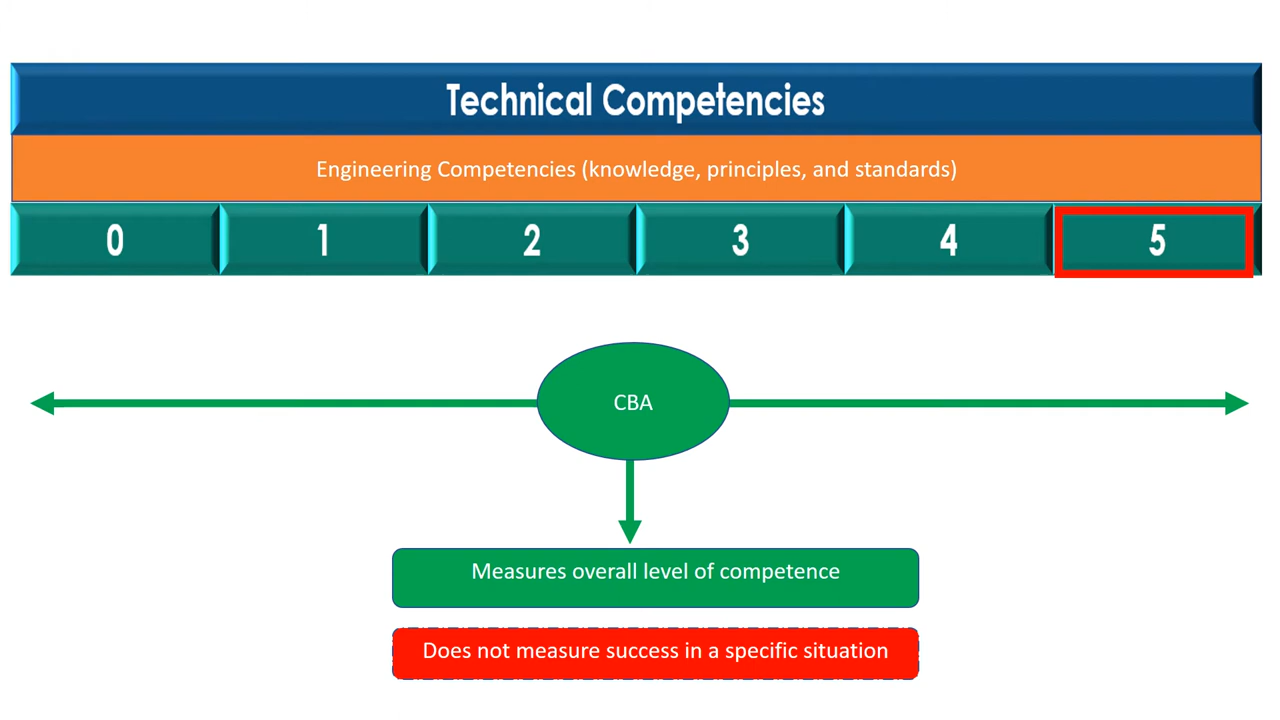 Technical Competencies
Engineering Competencies (knowledge, principles, and standards)
0 1 2 3 4 5
CBA
Measures overall level of competence
Does not measure success in a specific situation